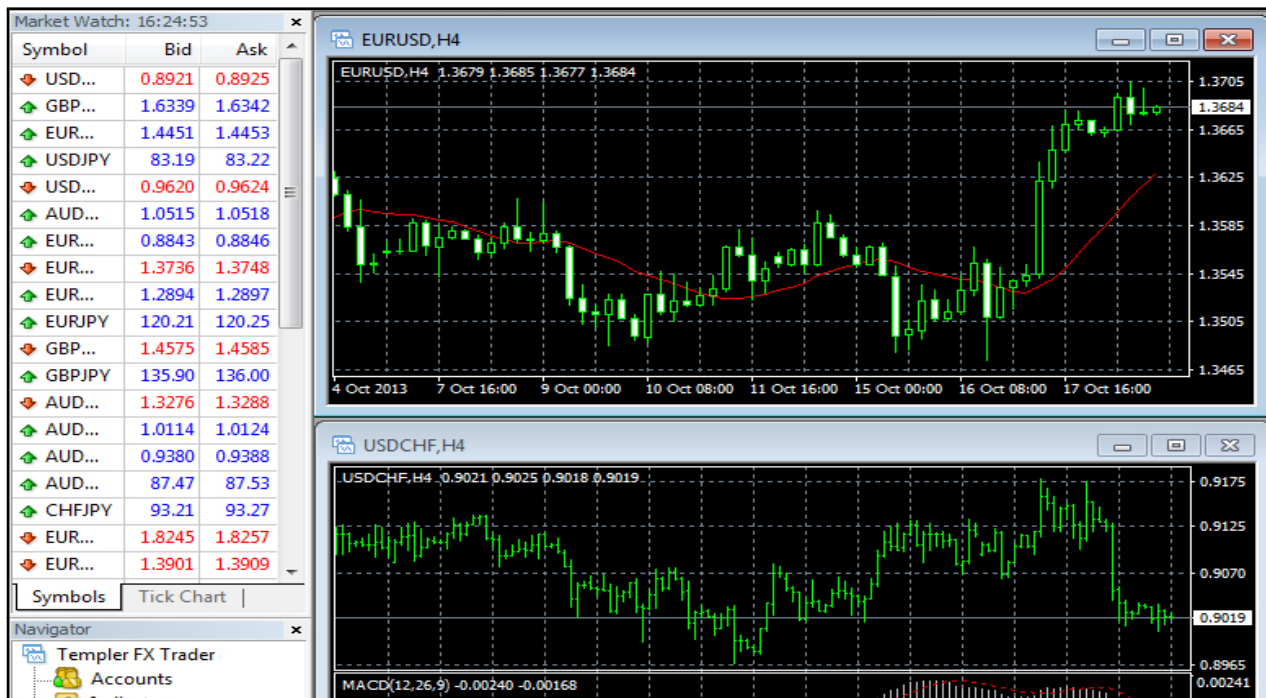 Market Watch: 16:24:53
Symbol Bid Ask
USD... 0.8921 0.8925
GBP... 1.6339 1.6342
EUR... 1.4451 1.4453
USDJPY 83.19 83.22
USD... 0.9620 0.9624
AUD... 1.0515 1.0518
EUR... 0.8843 0.8846
EUR... 1.3736 1.3748
EUR... 1.2894 1.2897
EURJPY 120.21 120.25
GBP... 1.4575 1.4585
GBPJPY 135.90 136.00
AUD... 1.3276 1.3288
AUD... 1.0114 1.0124
AUD... 0.9380 0.9388
AUD... 87.47 87.53
CHFJPY 93.21 93.27
EUR... 1.8245 1.8257
EUR... 1.3901 1.3909
Symbols Tick Chart
Navigator
Templer FX Trader
Accounts
EURUSD,H4
EURUSD,H4 1.3679 1.3685 1.3677 1.3684
1.3705
1.3684
1.3665
1.3625
1.3585
1.3545
1.3505
1.3465
4 Oct 2013 7 Oct 16:00 9 Oct 00:00 10 Oct 08:00 11 Oct 16:00 15 Oct 00:00 16 Oct 08:00 17 Oct 16:00
USDCHF,H4
USDCHF,H4 0.9021 0.9025 0.9018 0.9019
0.9175
0.9125
0.9070
0.9019
0.8965
MACD(12,26,9) -0.00240 -0.00168
0.00241